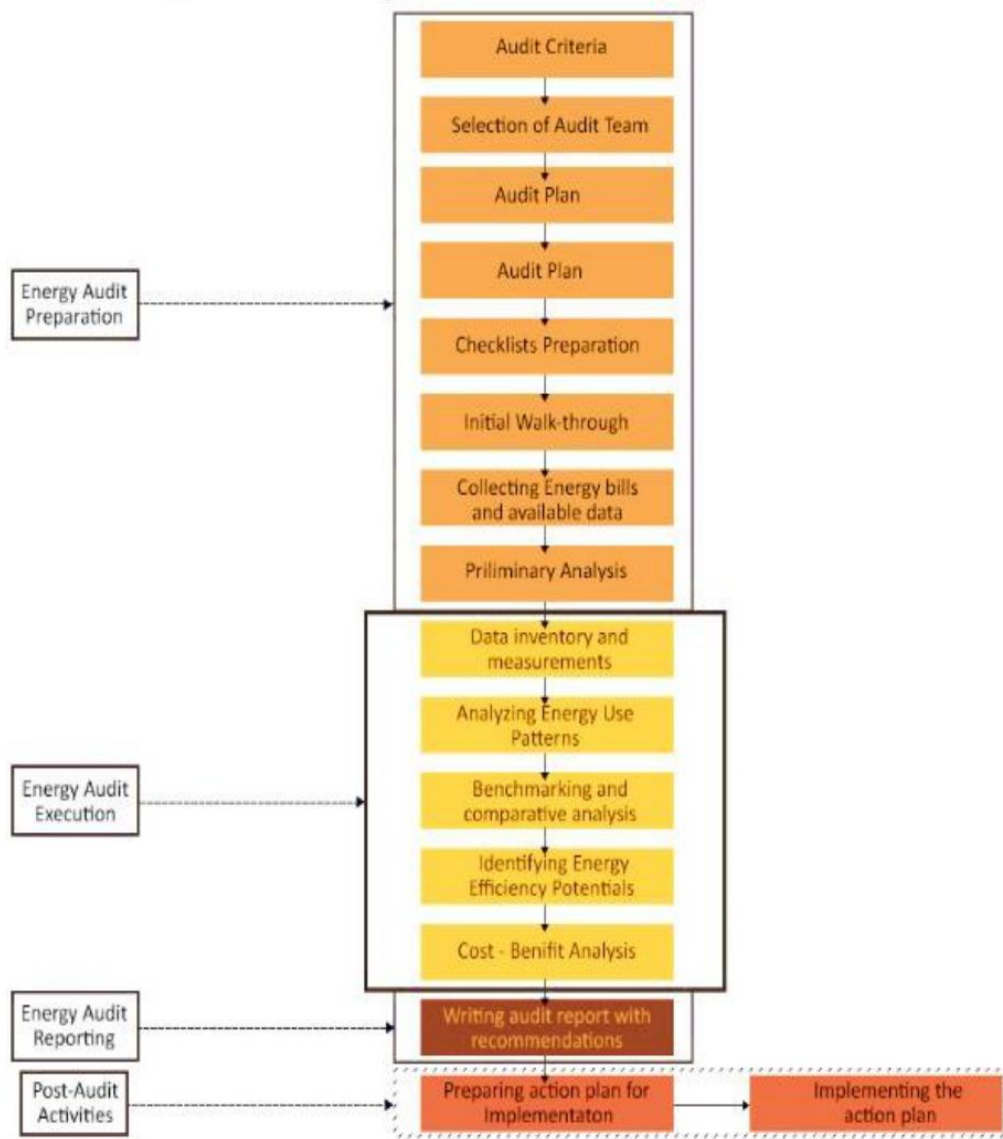 Audit Criteria
Selection of Audit Team
Audit Plan
Audit Plan
Energy Audit
Preparation
Checklists Preparation
Initial Walk-through
Collecting Energy bills
and available data
Priliminary Analysis
Data inventory and
measurements
Analyzing Energy Use
Patterns
Energy Audit
Execution
Benchmarking and
comparative analysis
Identifying Energy
Efficiency Potentials
Cost - Benifit Analysis
Energy Audit
Reporting
Writing audit report with
recommendations
Post-Audit
Activities
Preparing action plan for
Implementaton
Implementing the
action plan